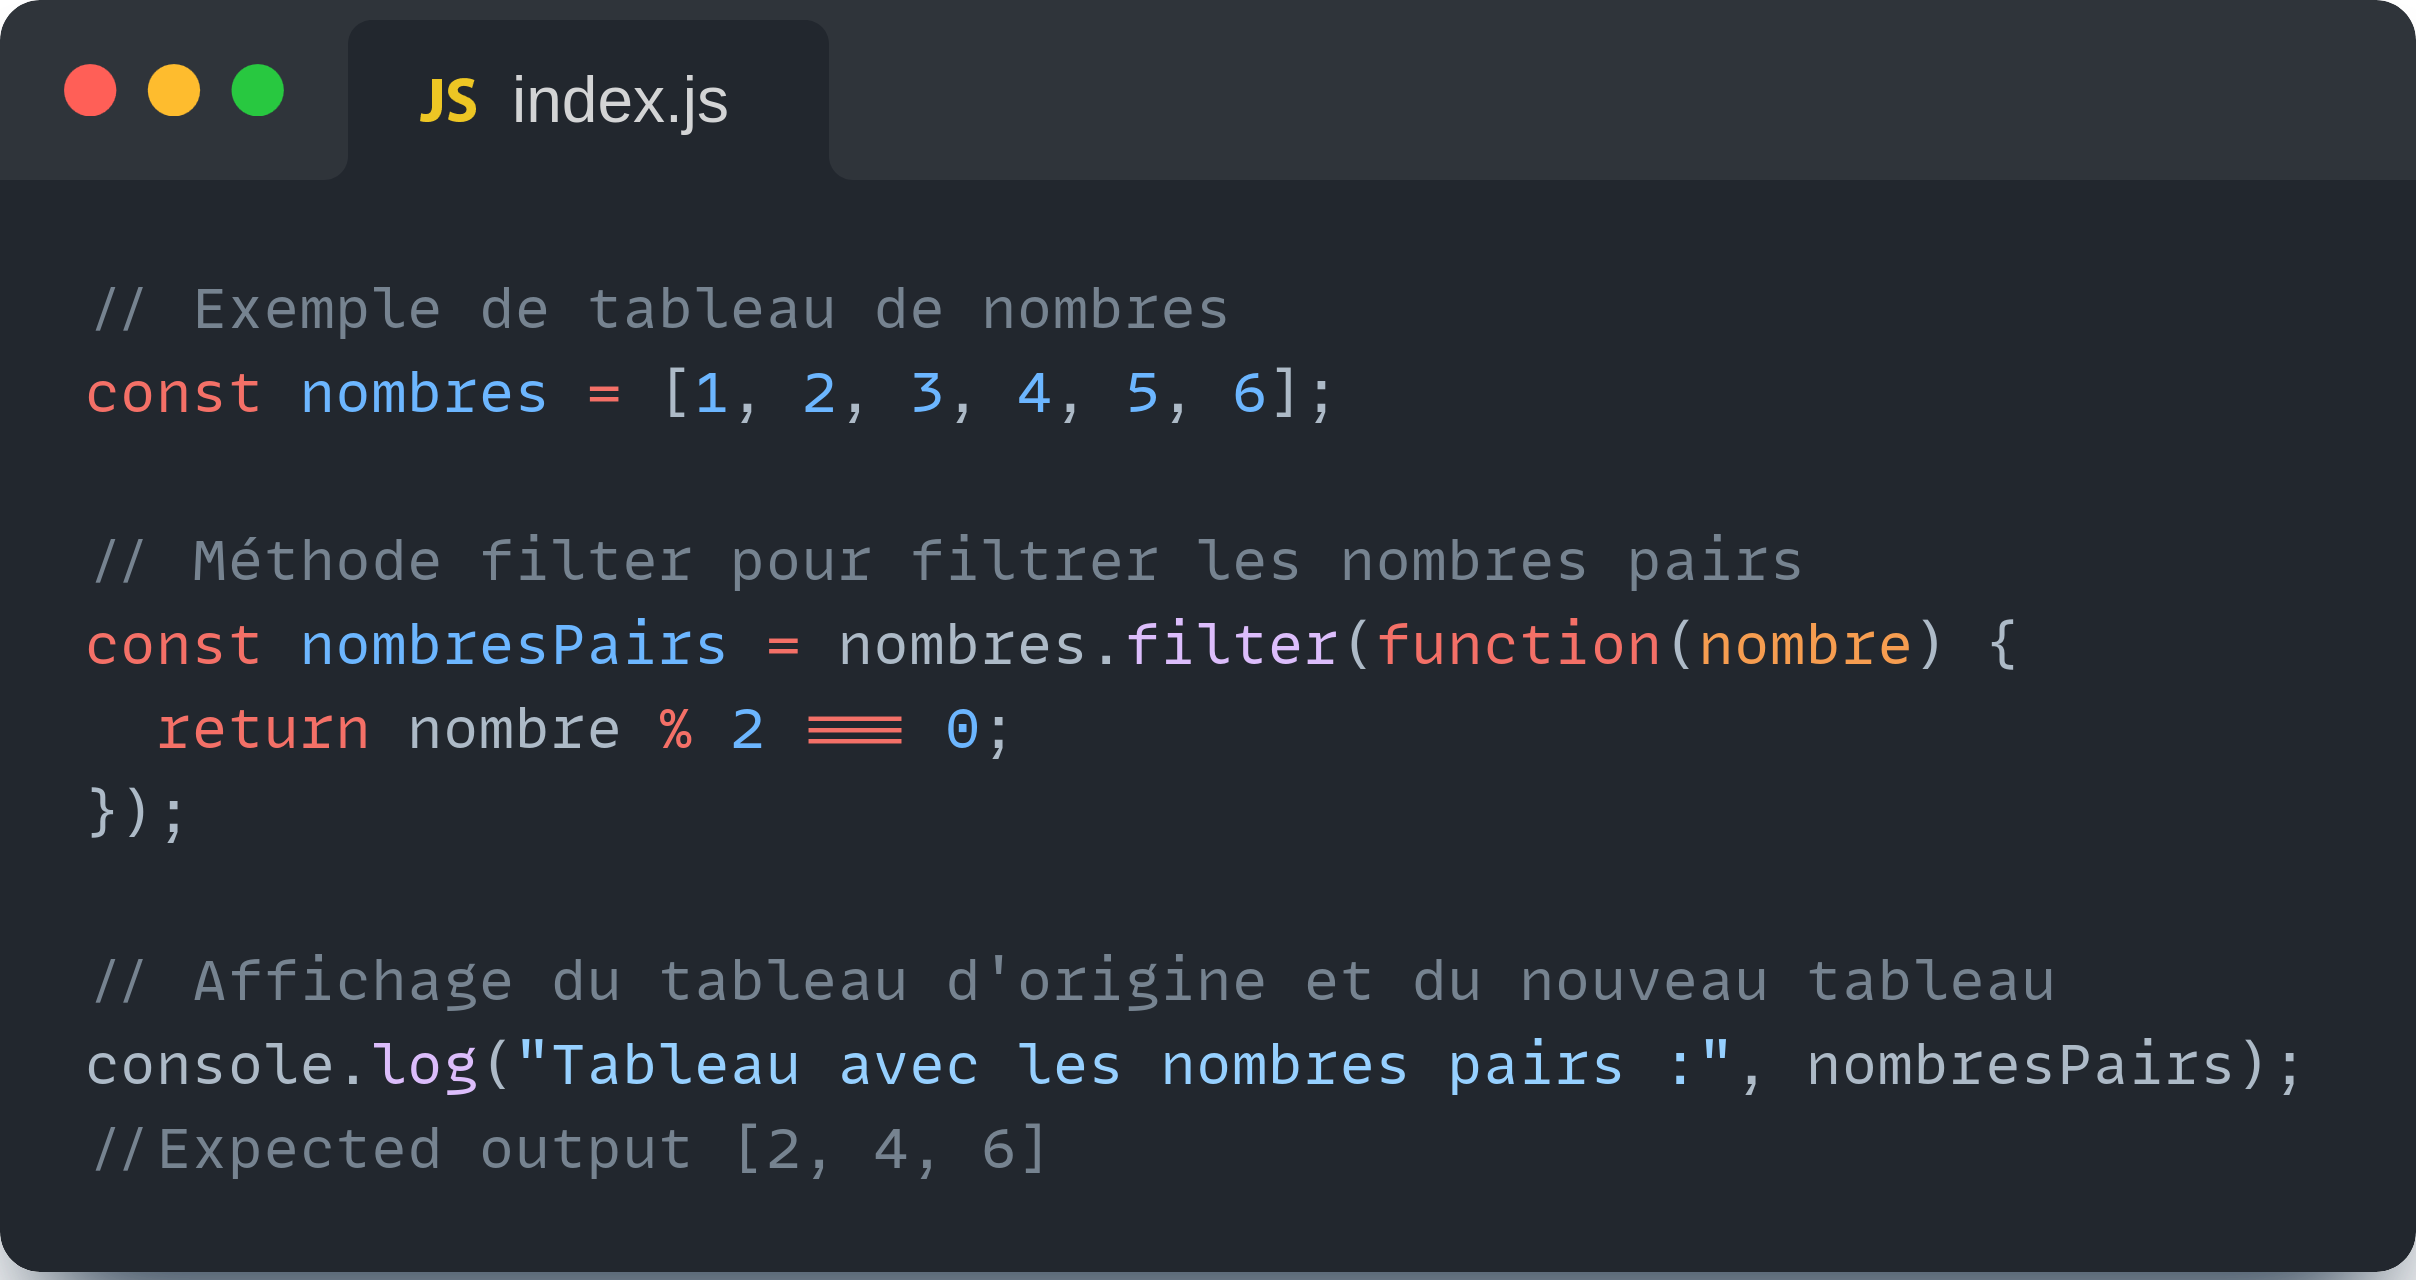 JS index.js
// Exemple de tableau de nombres
const nombres = [1, 2, 3, 4, 5, 6];
// Méthode filter pour filtrer les nombres pairs
const nombresPairs = nombres.filter(function(nombre) {
  return nombre % 2 === 0;
});
// Affichage du tableau d'origine et du nouveau tableau
console.log("Tableau avec les nombres pairs :", nombresPairs);
//Expected output [2, 4, 6]